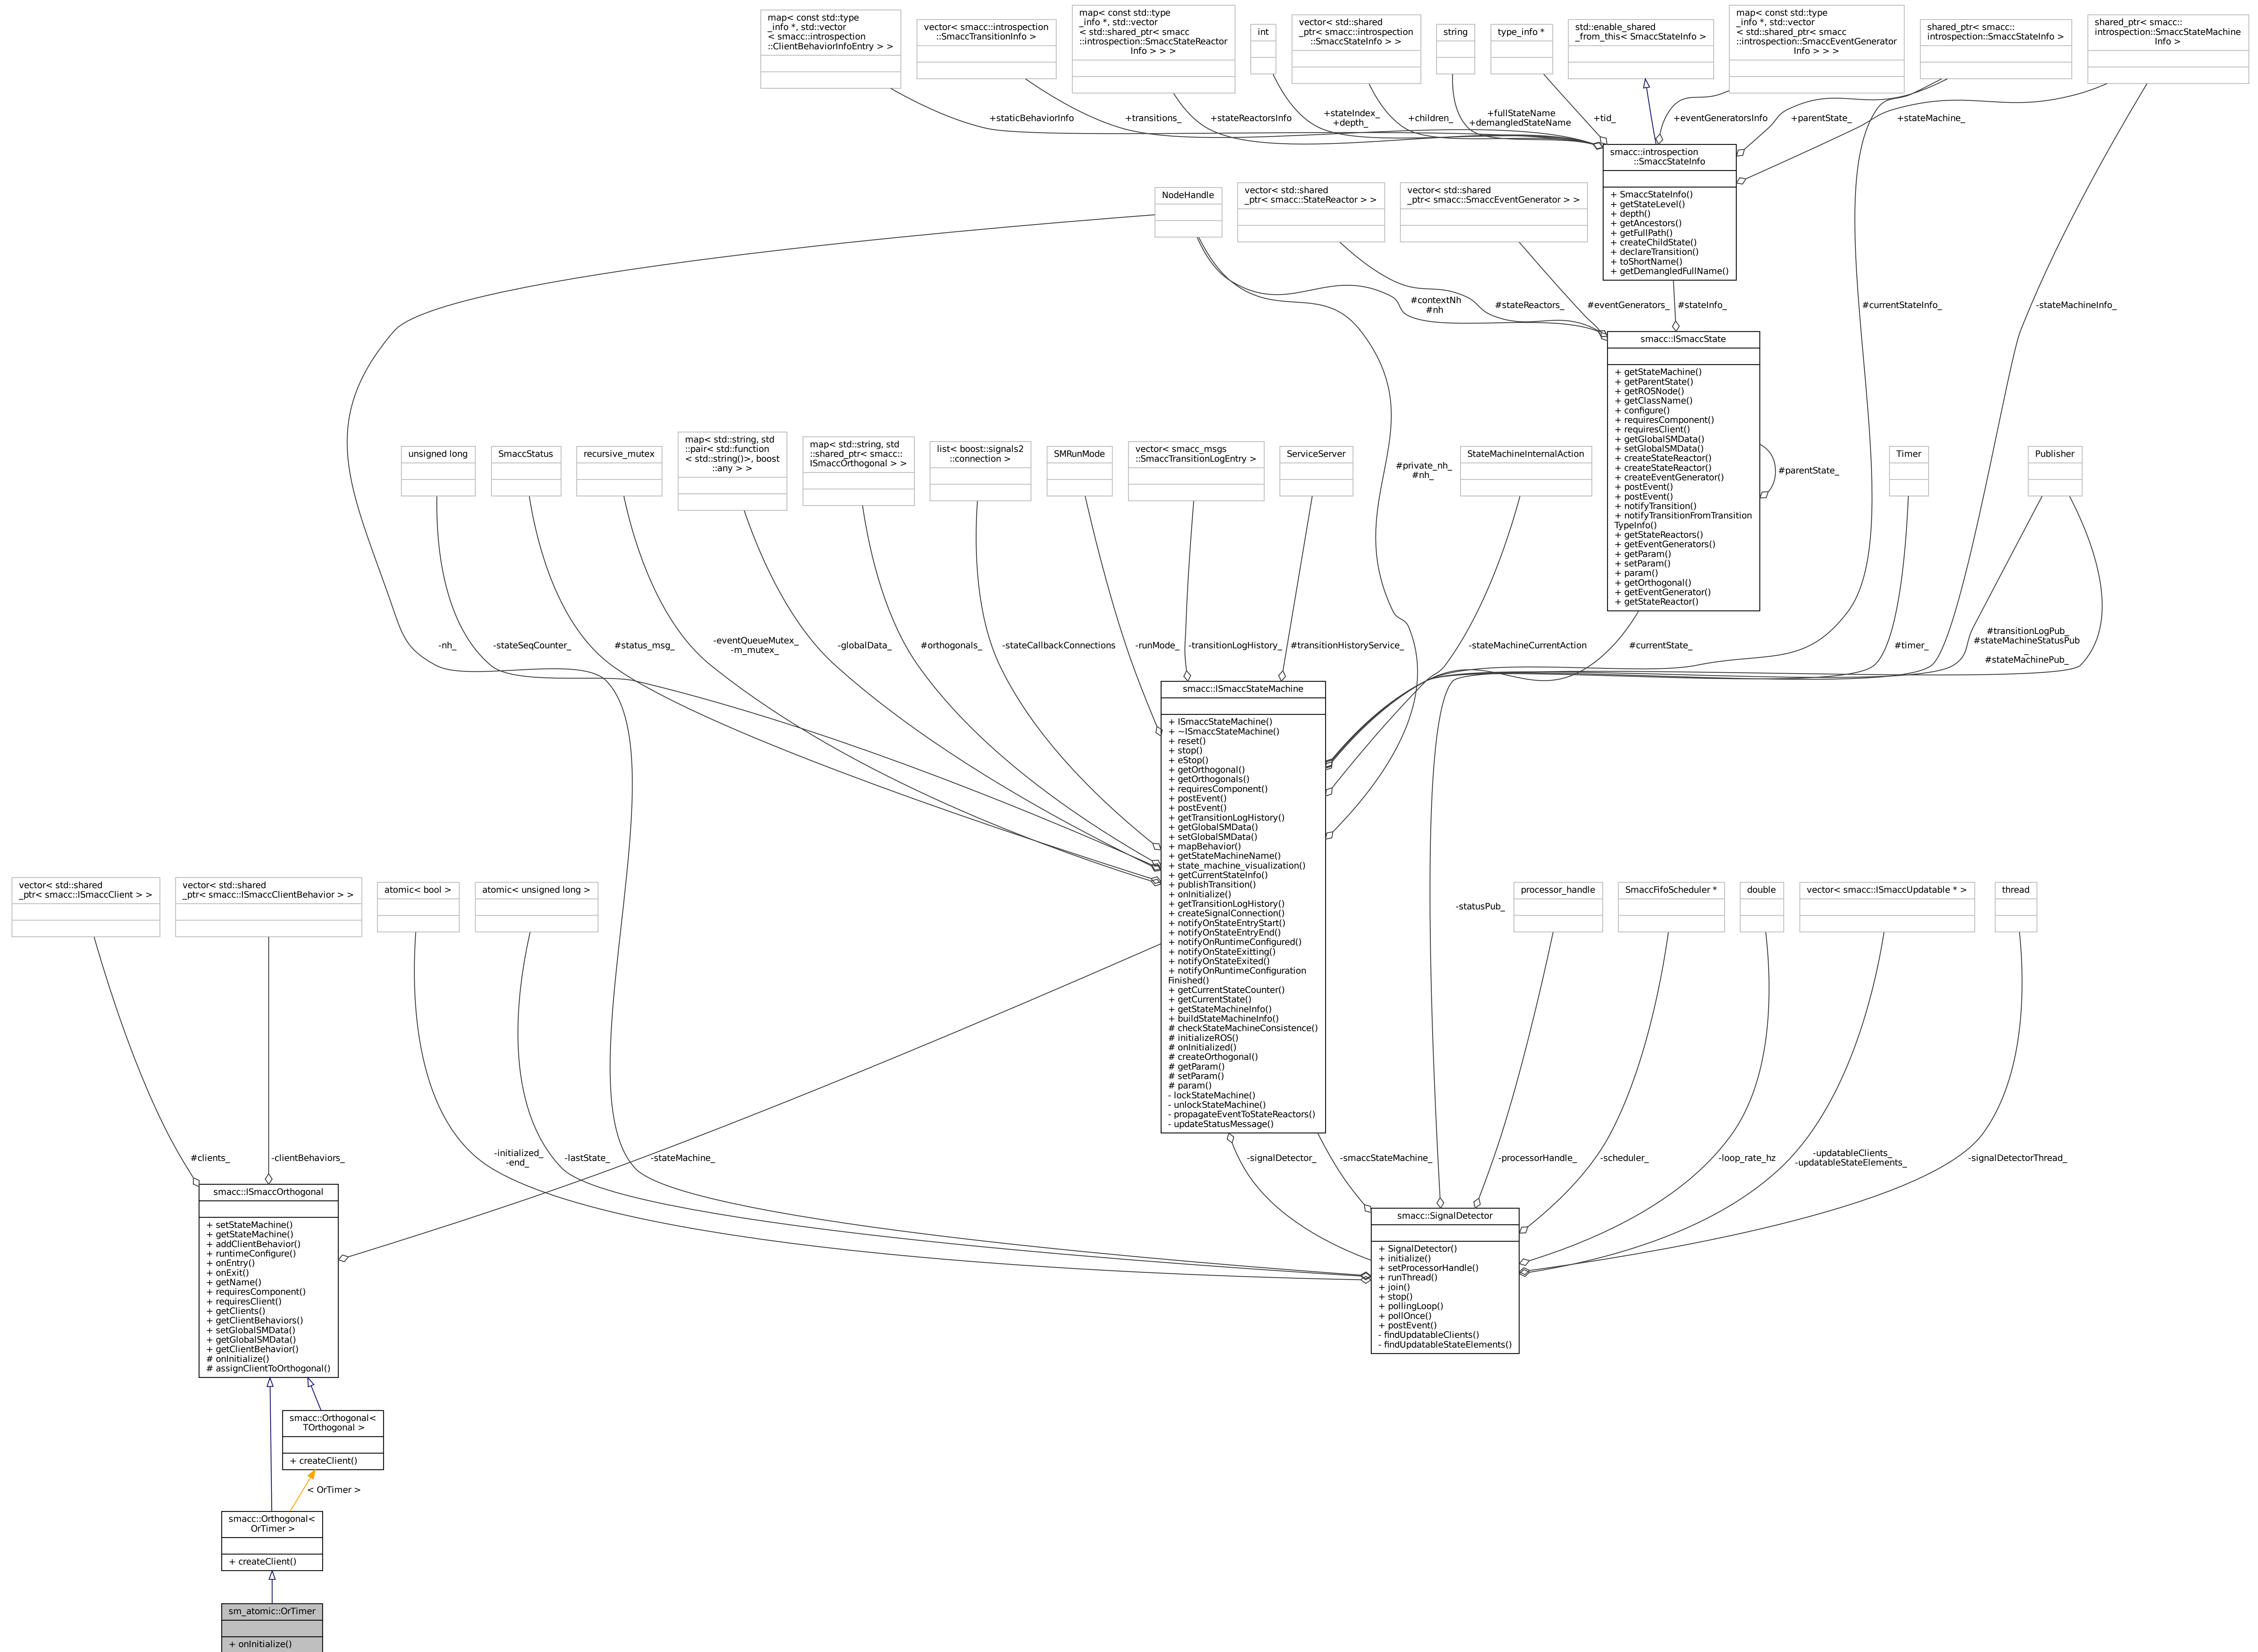 map< const std::type
_info *, std::vector
< smacc::introspection
::ClientBehaviorInfoEntry > >
vector< smacc::introspection
::SmaccTransitionInfo >
map< const std::type
_info *, std::vector
< std::shared_ptr< smacc
::introspection::SmaccStateReactor
Info > > >
int
vector< std::shared
_ptr< smacc::introspection
::SmaccStateInfo > >
string
type_info *
std::enable_shared
_from_this< SmaccStateInfo >
map< const std::type
_info *, std::vector
< std::shared_ptr< smacc
::introspection::SmaccEventGenerator
Info > > >
shared_ptr< smacc::
introspection::SmaccStateInfo >
shared_ptr< smacc::
introspection::SmaccStateMachine
Info >
+staticBehaviorInfo
+transitions_
+stateReactorsInfo
+stateIndex_
+depth_
+children_
+fullStateName
+demangledStateName
+tid_
+eventGeneratorsInfo
+parentState_
+stateMachine_
smacc::introspection
::SmaccStateInfo
+ SmaccStateInfo()
+ getStateLevel()
+ depth()
+ getAncestors()
+ getFullPath()
+ createChildState()
+ declareTransition()
+ toShortName()
+ getDemangledFullName()
NodeHandle
vector< std::shared
_ptr< smacc::StateReactor > >
vector< std::shared
_ptr< smacc::SmaccEventGenerator > >
#contextNh
#nh
#stateReactors_
#eventGenerators_
#stateInfo_
#currentStateInfo_
-stateMachineInfo_
smacc::ISmaccState
+ getStateMachine()
+ getParentState()
+ getROSNode()
+ getClassName()
+ configure()
+ requiresComponent()
+ requiresClient()
+ getGlobalSMData()
+ setGlobalSMData()
+ createStateReactor()
+ createStateReactor()
+ createEventGenerator()
+ postEvent()
+ postEvent()
+ notifyTransition()
+ notifyTransitionFromTransition
TypeInfo()
+ getStateReactors()
+ getEventGenerators()
+ getParam()
+ setParam()
+ param()
+ getOrthogonal()
+ getEventGenerator()
+ getStateReactor()
#parentState_
#private_nh_
#nh_
unsigned long
SmaccStatus
recursive_mutex
map< std::string, std
::pair< std::function
< std::string()>, boost
::any > >
map< std::string, std
::shared_ptr< smacc::
ISmaccOrthogonal > >
list< boost::signals2
::connection >
SMRunMode
vector< smacc_msgs
::SmaccTransitionLogEntry >
ServiceServer
StateMachineInternalAction
Timer
Publisher
-nh_
-stateSeqCounter_
#status_msg_
-eventQueueMutex_
-m_mutex_
-globalData_
#orthogonals_
-stateCallbackConnections
-runMode_
-transitionLogHistory_
#transitionHistoryService_
-stateMachineCurrentAction
#currentState_
#timer_
#transitionLogPub_
#stateMachineStatusPub
_
#stateMachinePub_
smacc::ISmaccStateMachine
+ ISmaccStateMachine()
+ ~ISmaccStateMachine()
+ reset()
+ stop()
+ eStop()
+ getOrthogonal()
+ getOrthogonals()
+ requiresComponent()
+ postEvent()
+ postEvent()
+ getTransitionLogHistory()
+ getGlobalSMData()
+ setGlobalSMData()
+ mapBehavior()
+ getStateMachineName()
+ state_machine_visualization()
+ getCurrentStateInfo()
+ publishTransition()
+ onInitialize()
+ getTransitionLogHistory()
+ createSignalConnection()
+ notifyOnStateEntryStart()
+ notifyOnStateEntryEnd()
+ notifyOnRuntimeConfigured()
+ notifyOnStateExitting()
+ notifyOnStateExited()
+ notifyOnRuntimeConfiguration
Finished()
+ getCurrentStateCounter()
+ getCurrentState()
+ getStateMachineInfo()
+ buildStateMachineInfo()
# checkStateMachineConsistence()
# initializeROS()
# onInitialized()
# createOrthogonal()
# getParam()
# setParam()
# param()
- lockStateMachine()
- unlockStateMachine()
- propagateEventToStateReactors()
- updateStatusMessage()
vector< std::shared
_ptr< smacc::ISmaccClient > >
vector< std::shared
_ptr< smacc::ISmaccClientBehavior > >
atomic< bool >
atomic< unsigned long >
-statusPub_
processor_handle
SmaccFifoScheduler *
double
vector< smacc::ISmaccUpdatable * >
thread
#clients_
-clientBehaviors_
-initialized_
-end_
-lastState_
-stateMachine_
-signalDetector_
-smaccStateMachine_
-processorHandle_
-scheduler_
-loop_rate_hz
-updatableClients_
-updatableStateElements_
-signalDetectorThread_
smacc::ISmaccOrthogonal
+ setStateMachine()
+ getStateMachine()
+ addClientBehavior()
+ runtimeConfigure()
+ onEntry()
+ onExit()
+ getName()
+ requiresComponent()
+ requiresClient()
+ getClients()
+ getClientBehaviors()
+ setGlobalSMData()
+ getGlobalSMData()
+ getClientBehavior()
# onInitialize()
# assignClientToOrthogonal()
smacc::SignalDetector
+ SignalDetector()
+ initialize()
+ setProcessorHandle()
+ runThread()
+ join()
+ stop()
+ pollingLoop()
+ pollOnce()
+ postEvent()
- findUpdatableClients()
- findUpdatableStateElements()
smacc::Orthogonal<
TOrthogonal >
+ createClient()
< OrTimer >
smacc::Orthogonal<
OrTimer >
+ createClient()
sm_atomic::OrTimer
+ onInitialize()